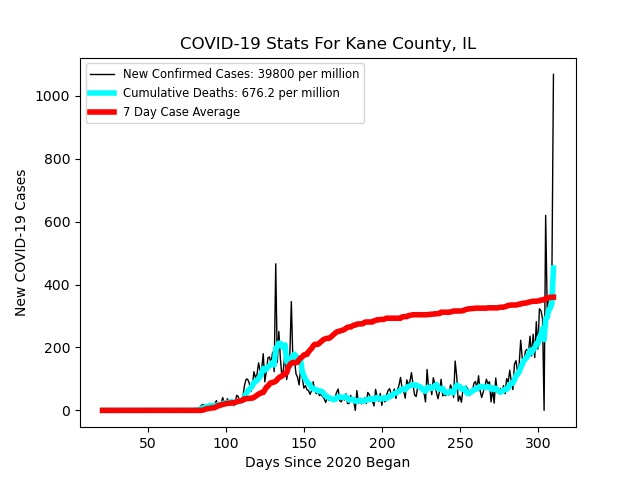 COVID-19 Stats For Kane County, IL
New Confirmed Cases: 39800 per million
Cumulative Deaths: 676.2 per million
7 Day Case Average
New COVID-19 Cases
1000
800
600
400
200
0
50 100 150 200 250 300
Days Since 2020 Began